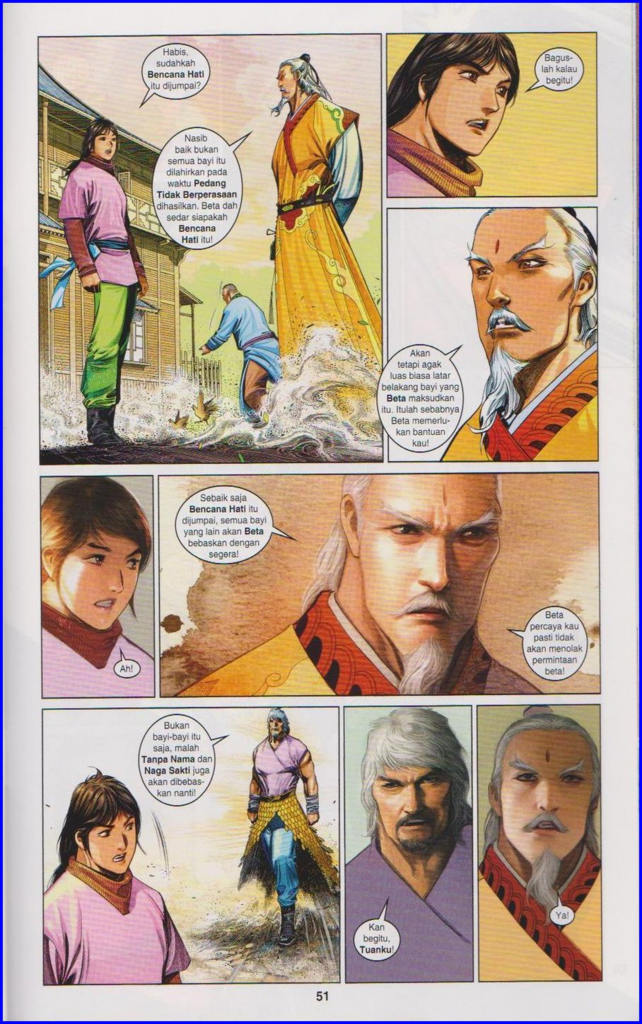 Habis,
sudahkah
Bencana Hati
itu dijumpai?
Nasib
baik bukan
semua bayi itu
dilahirkan pada
waktu Pedang
Tidak Berperasaan
dihasilkan. Beta dah
sedar siapakah
Bencana
Hati itu!
Bagus-
lah kalau
begitu!
Akan
tetapi agak
luas biasa latar
belakang bayi yang
Beta maksudkan
itu. Itulah sebabnya
Beta memerlu-
kan bantuan
kau!
Ah!
Sebaik saja
Bencana Hati itu
dijumpai, semua bayi
yang lain akan Beta
bebaskan dengan
segera!
Beta
percaya kau
pasti tidak
akan menolak
permintaan
beta!
Bukan
bayi-bayi itu
saja, malah
Tanpa Nama dan
Naga Sakti juga
akan dibebas-
kan nanti!
Kan
begitu,
Tuanku!
Ya!
51